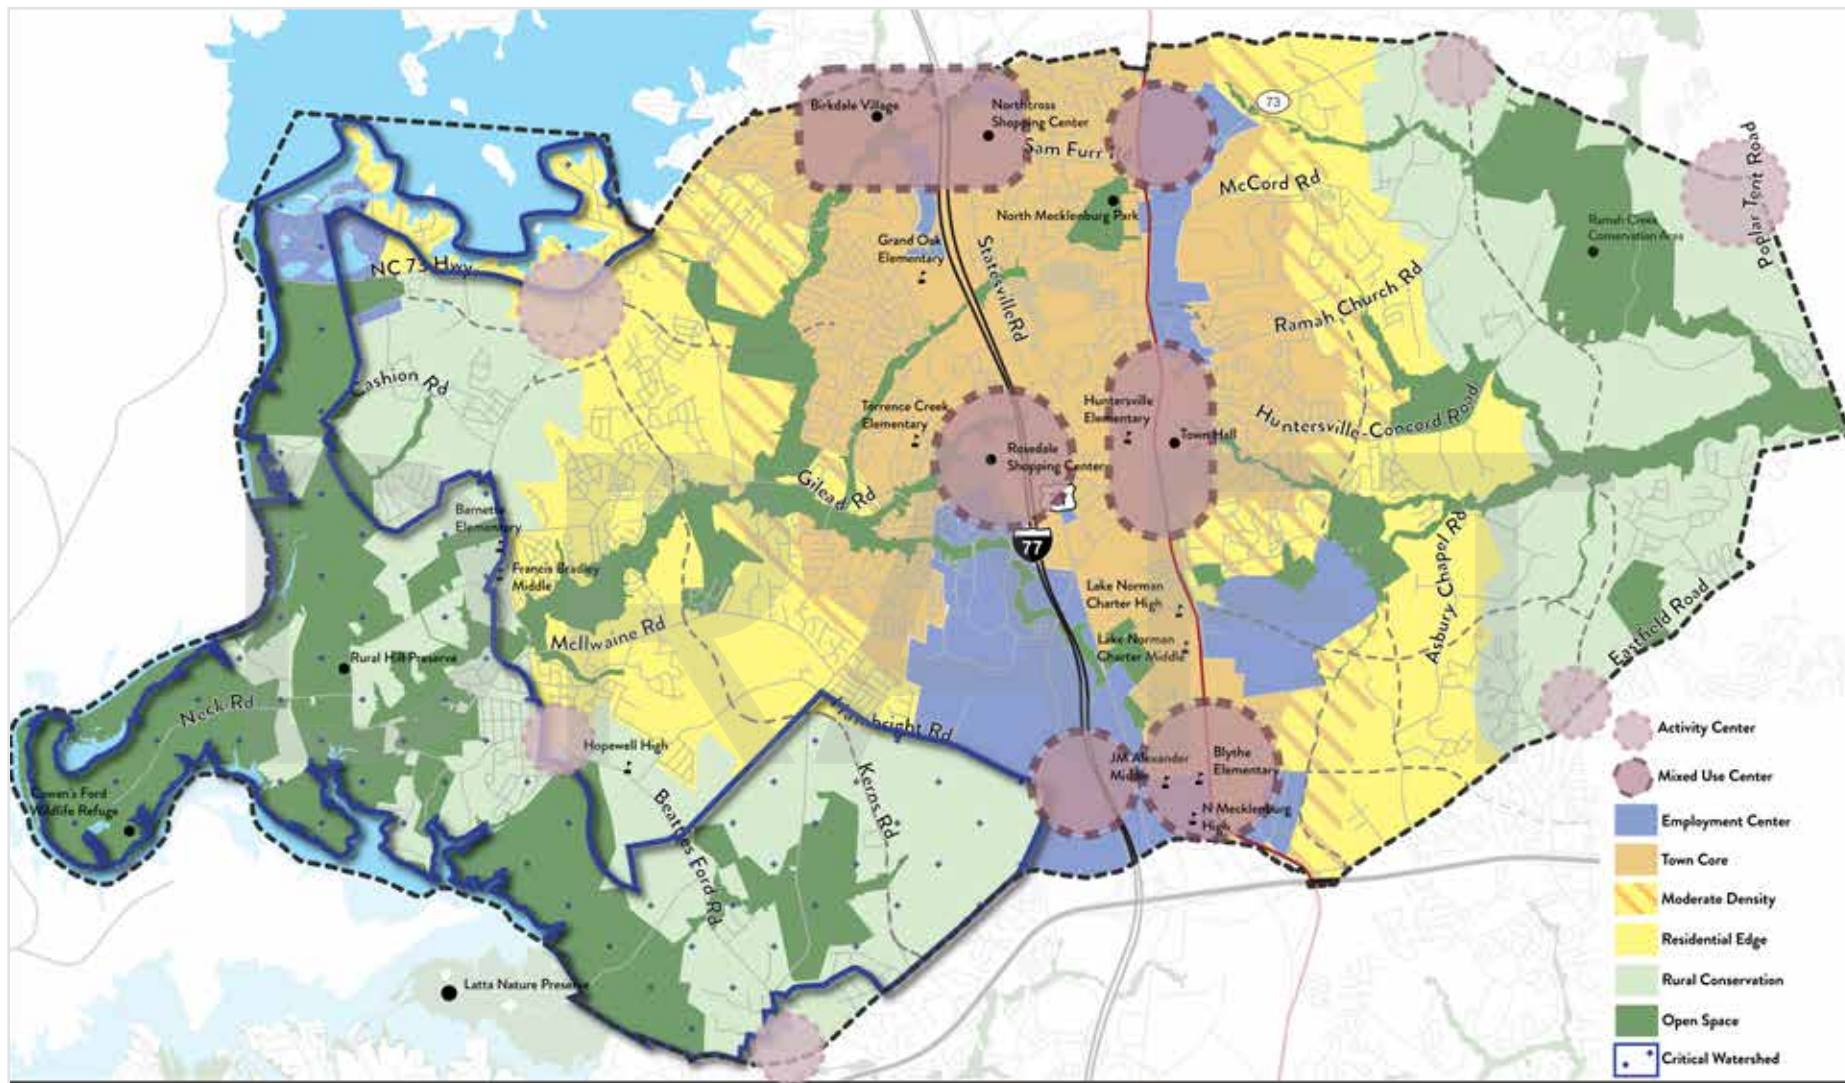 Birkdale Village
Northcross
Shopping Center
Sam Furr Rd
73
McCord Rd
Poplar Tent Road
North Mecklenburg Park
Ramah Creek
Conservation Area
Grand Oak
Elementary
Statesville Rd
NC 73 Hwy
Ramah Church Rd
Cashion Rd
Torrence Creek
Elementary
Huntersville
Elementary
Town Hall
Huntersville-Concord Road
Rosedale
Shopping Center
Gilead Rd
Barnette
Elementary
77
Francis Bradley
Middle
Lake Norman
Charter High
Asbury Chapel Rd
Eastfield Road
McIlwaine Rd
Lake Norman
Charter Middle
Rural Hill Preserve
Neck Rd
Hambright Rd
Hopewell High
JM Alexander
Middle
Blythe
Elementary
Cowan's Ford
Wildlife Refuge
Beatties Ford Rd
Kerns Rd
N Mecklenburg
High
Latta Nature Preserve
Activity Center
Mixed Use Center
Employment Center
Town Core
Moderate Density
Residential Edge
Rural Conservation
Open Space
Critical Watershed
DRAFT